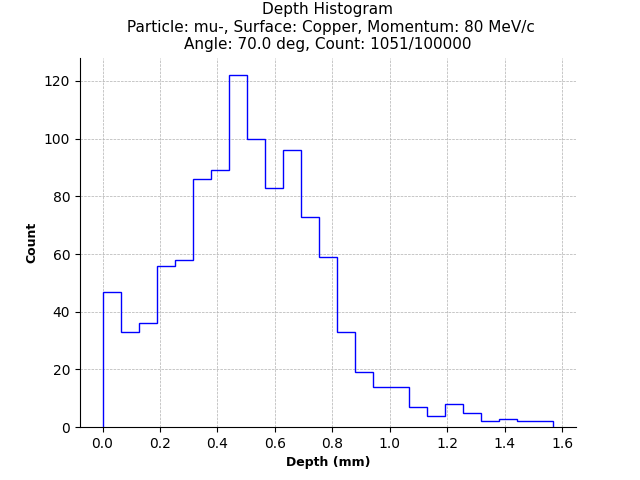 Depth Histogram
Particle: mu-, Surface: Copper, Momentum: 80 MeV/c
Angle: 70.0 deg, Count: 1051/100000
120
100
80
60
40
20
0
Count
0.0 0.2 0.4 0.6 0.8 1.0 1.2 1.4 1.6
Depth (mm)